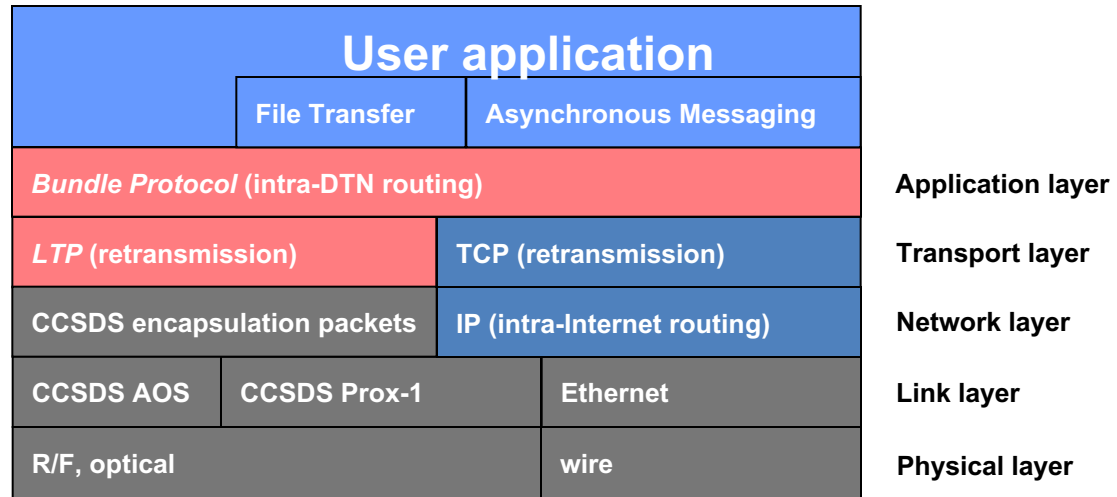 User application
File Transfer
Asynchronous Messaging
Bundle Protocol (intra-DTN routing)
Application layer
LTP (retransmission)
TCP (retransmission)
Transport layer
CCSDS encapsulation packets
IP (intra-Internet routing)
Network layer
CCSDS AOS
CCSDS Prox-1
Ethernet
Link layer
R/F, optical
wire
Physical layer